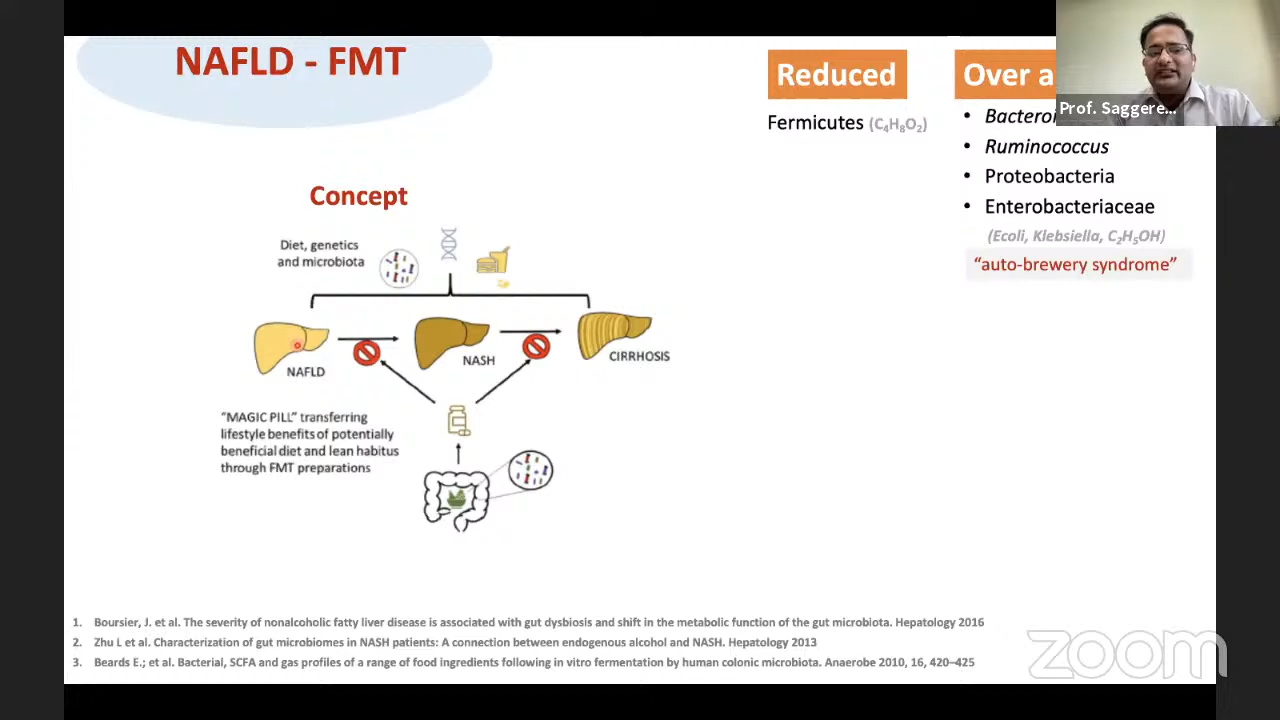 NAFLD - FMT
Reduced
Fermicutes (C₄H₈O₂)
Over a
Prof. Saggere...
• 
• Ruminococcus
• Proteobacteria
• Enterobacteriaceae
(Ecoli, Klebsiella, C₂H₅OH)
"auto-brewery syndrome"
Concept
Diet, genetics
and microbiota
NAFLD
NASH
CIRRHOSIS
"MAGIC PILL" transferring
lifestyle benefits of potentially
beneficial diet and lean habitus
through FMT preparations
1. Boursier, J. et al. The severity of nonalcoholic fatty liver disease is associated with gut dysbiosis and shift in the metabolic function of the gut microbiota. Hepatology 2016
2. Zhu L et al. Characterization of gut microbiomes in NASH patients: A connection between endogenous alcohol and NASH. Hepatology 2013
3. Beards E.; et al. Bacterial, SCFA and gas profiles of a range of food ingredients following in vitro fermentation by human colonic microbiota. Anaerobe 2010, 16, 420–425
zoom